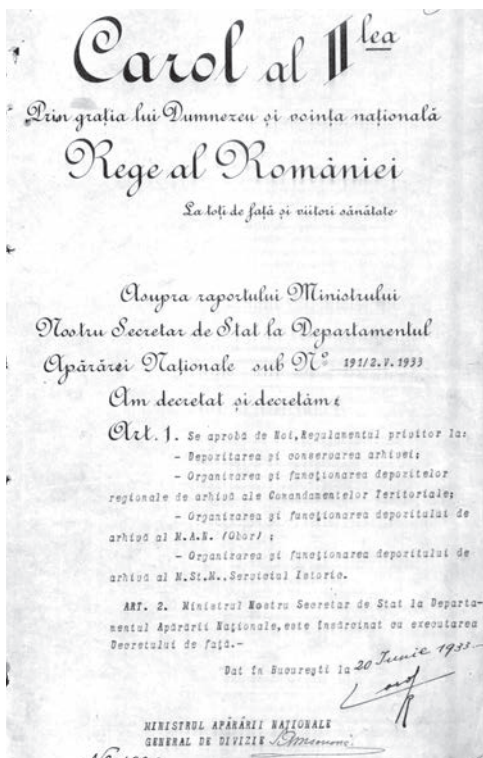 Carol al II lea
Prin grația lui Dumnezeu și voința națională
Rege al României
La toți de față și viitori sănătate
Asupra raportului Ministrului
Nostru Secretar de Stat la Departamentul
Apărărei Naționale sub Nº 191/2.V.1933
Am decretat și decretăm :
Art. 1. Se aprobă de Noi, Regulamentul privitor la:
- Depozitarea și conservarea arhivei;
- Organizarea și funcționarea depozitelor
regionale de arhivă ale Comandamentelor Teritoriale;
- Organizarea și funcționarea depozitului de
arhivă al M.A.N. (Obor) ;
- Organizarea și funcționarea depozitului de
arhivă al M.St.M., Serviciul Istoric.
ART. 2. Ministrul Nostru Secretar de Stat la Departa-
mentul Apărării Naționale, este însărcinat cu executarea
Decretului de față.-
Dat în București la 20 Iunie 1933.-
Carol
MINISTRUL APĂRĂRII NAȚIONALE
GENERAL DE DIVIZIE